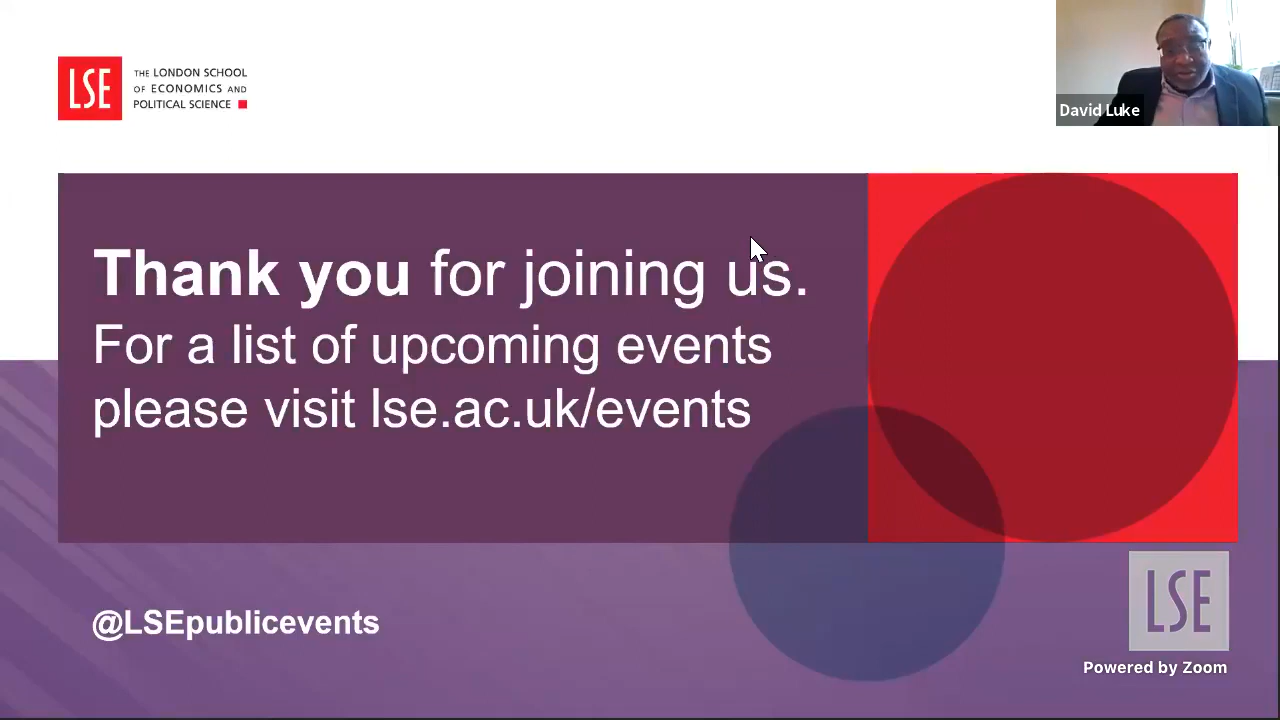 LSE
THE LONDON SCHOOL
OF ECONOMICS AND
POLITICAL SCIENCE
David Luke
Thank you for joining us.
For a list of upcoming events
please visit lse.ac.uk/events
@LSEpublicevents
LSE
Powered by Zoom